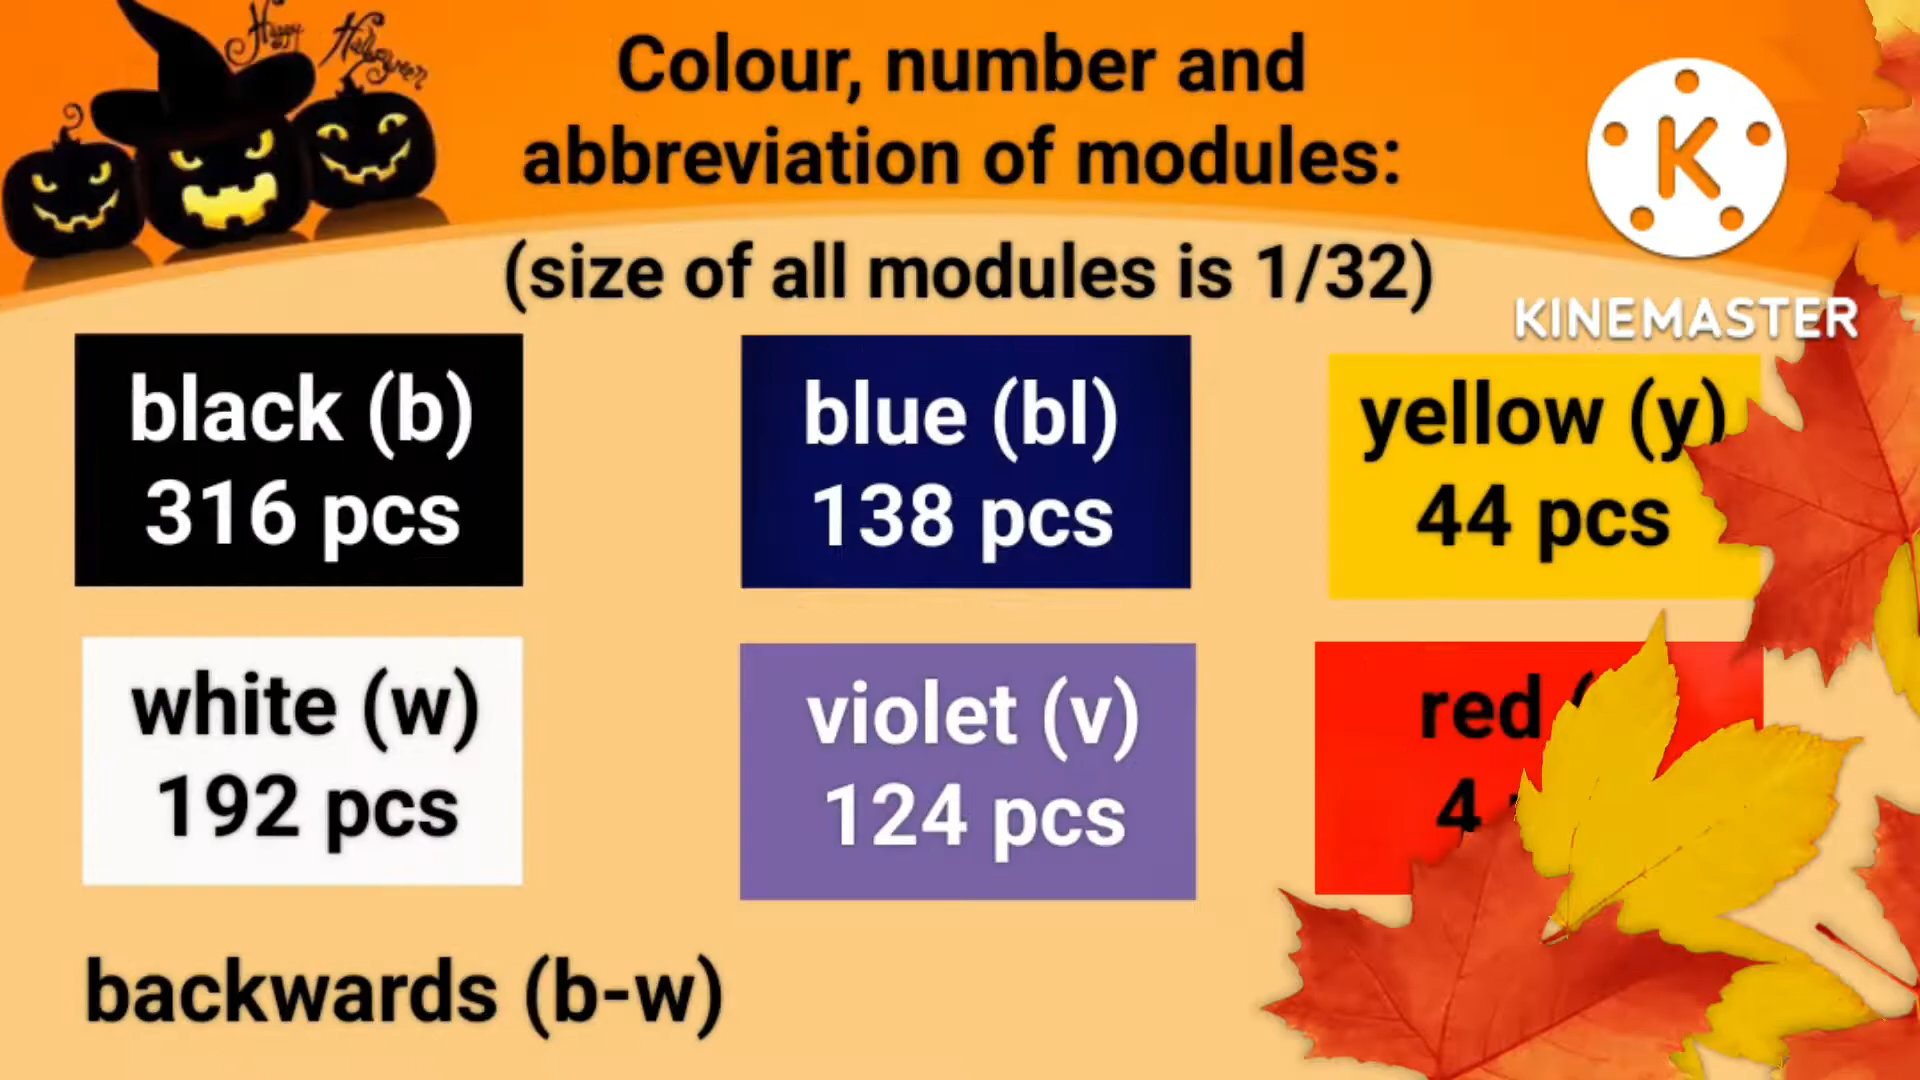 Happy Halloween
Colour, number and
abbreviation of modules:
(size of all modules is 1/32)
K
KINEMASTER
black (b)
316 pcs
blue (bl)
138 pcs
yellow (y)
44 pcs
white (w)
192 pcs
violet (v)
124 pcs
red (
4
backwards (b-w)